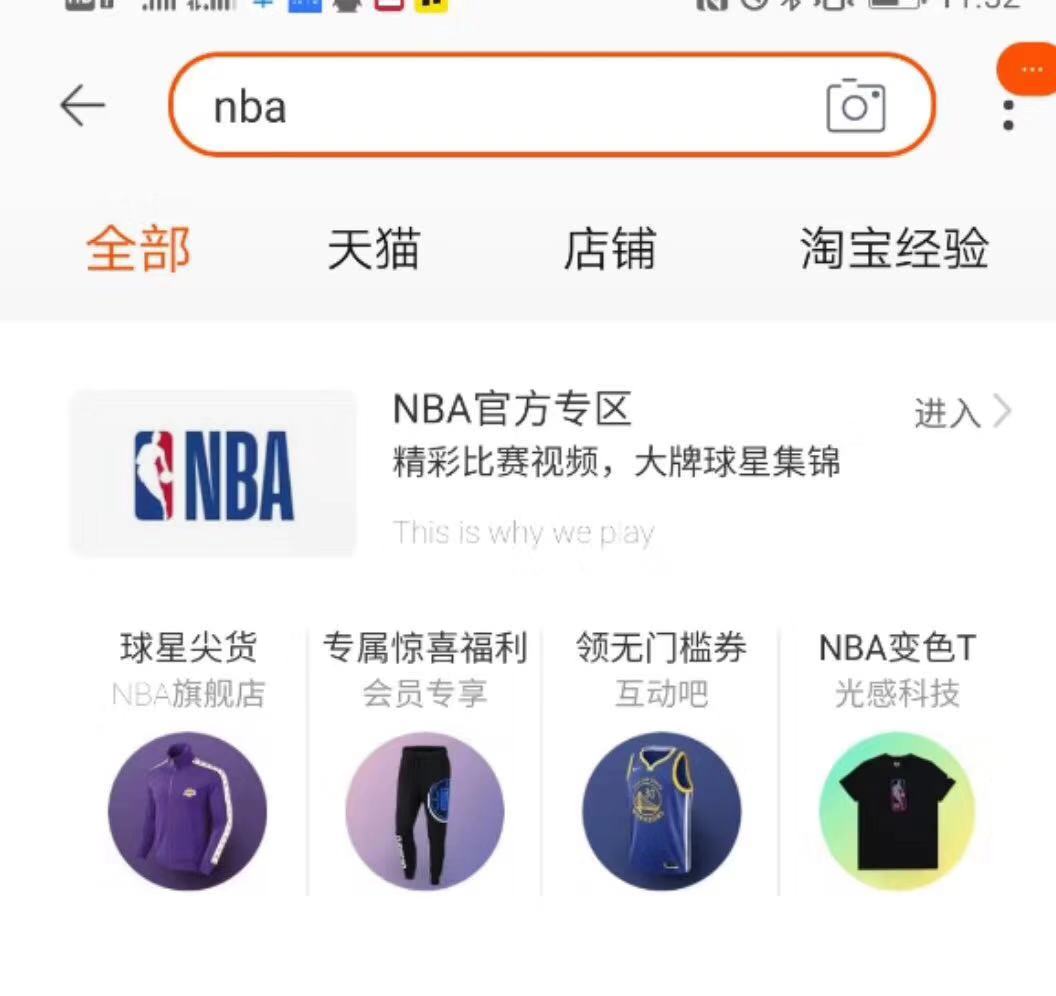 nba
全部 天猫 店铺 淘宝经验
NBA
NBA官方专区
进入
精彩比赛视频，大牌球星集锦
This is why we play
球星尖货 专属惊喜福利 领无门槛券 NBA变色T
NBA旗舰店 会员专享 互动吧 光感科技
30